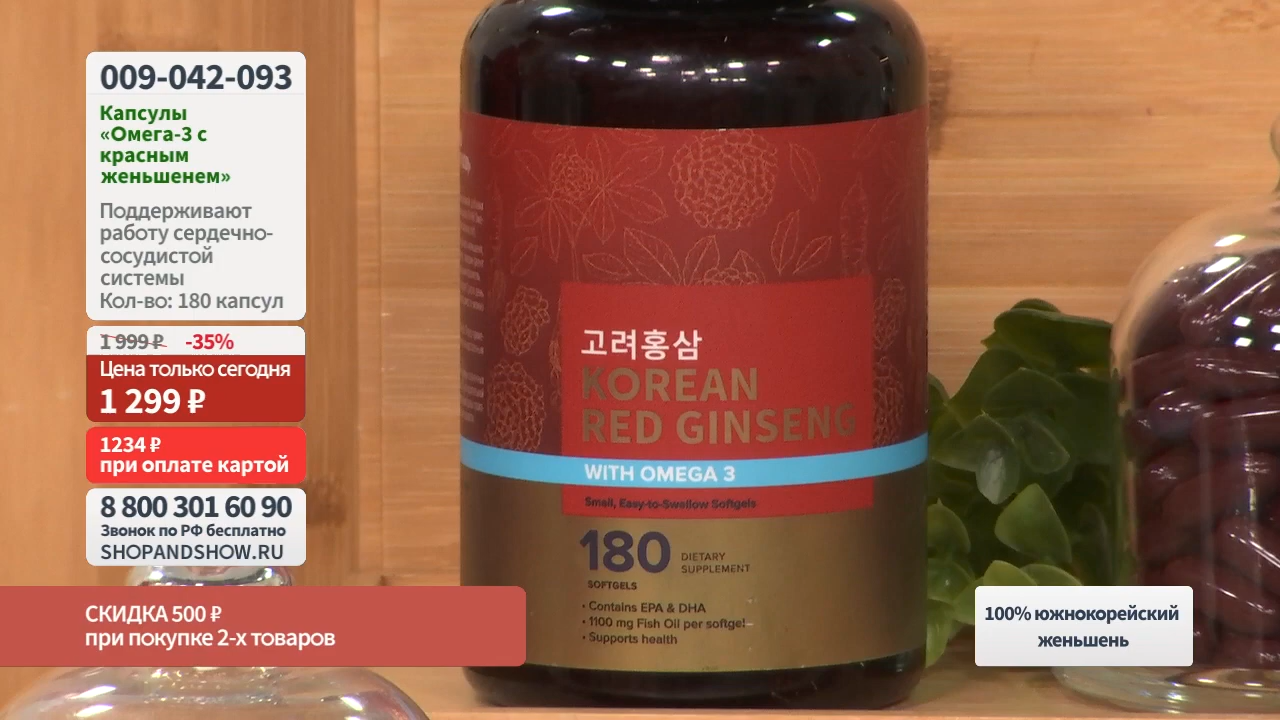 009-042-093
Капсулы
«Омега-3 с
красным
женьшенем»
Поддерживают
работу сердечно-
сосудистой
системы
Кол-во: 180 капсул
1 999 ₽ -35%
Цена только сегодня
1 299 ₽
1234 ₽
при оплате картой
8 800 301 60 90
Звонок по РФ бесплатно
SHOPANDSHOW.RU
СКИДКА 500 ₽
при покупке 2-х товаров
고려홍삼
KOREAN
RED GINSENG
WITH OMEGA 3
Small, Easy-to-Swallow Softgels
180
SOFTGELS
DIETARY
SUPPLEMENT
• Contains EPA & DHA
• 1100 mg Fish Oil per softgel
• Supports health
100% южнокорейский
женьшень